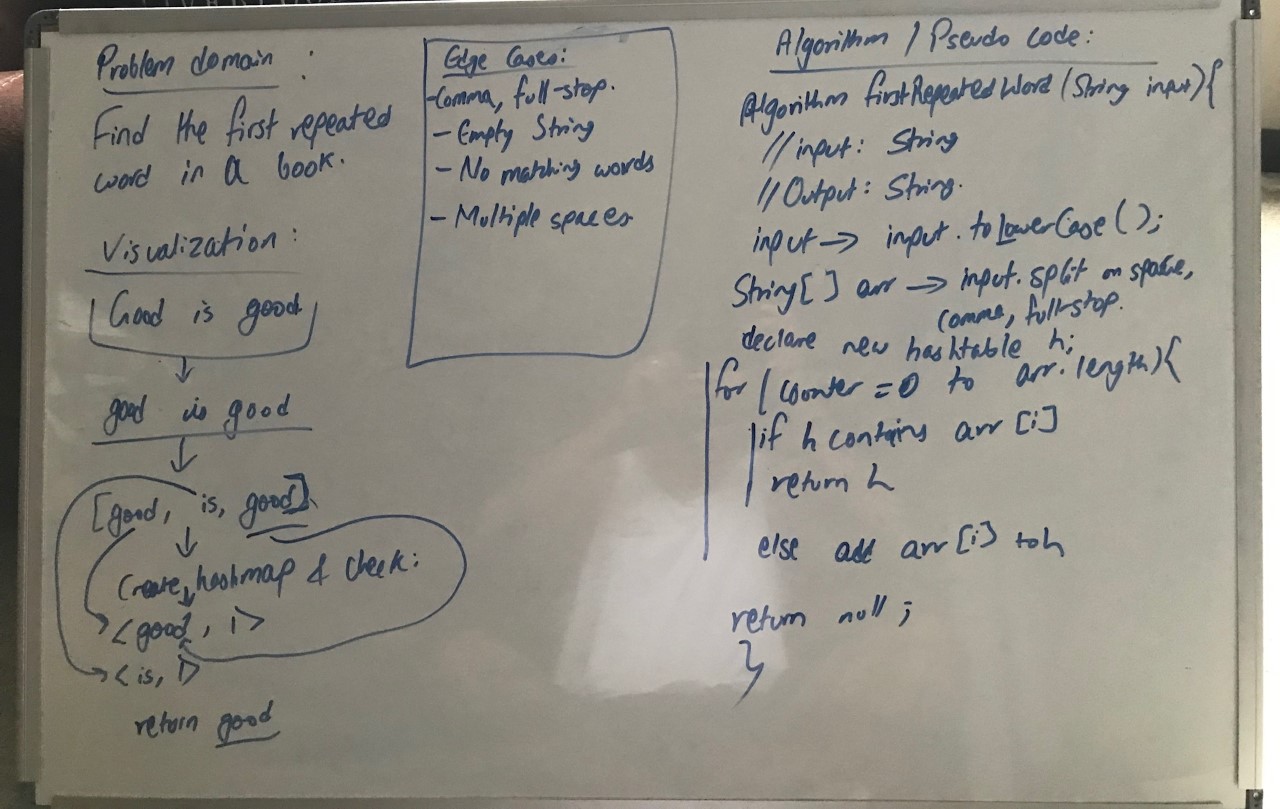 Problem domain :
Find the first repeated
word in a book.
Visualization :
Good is good
good is good
[good, is, good]
Create hashmap & check:
<good, 1>
<is, 1>
return good
Edge Cases:
-Comma, full-stop.
- Empty String
- No matching words
- Multiple spaces
Algorithm / Pseudo code:
Algorithm firstRepeatedWord (String input){
//input: String
//Output: String.
input → input.toLowerCase();
String[ ] arr → input.split on space,
comma, full-stop.
declare new hashtable h;
for (counter = 0 to arr.length){
if h contains arr [i]
return h
else add arr [i] to h
return null ;
}